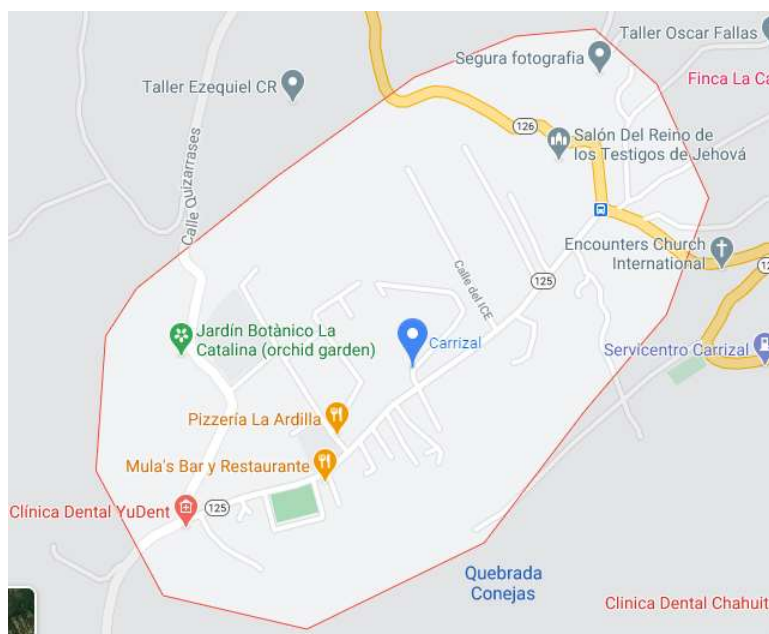 Taller Oscar Fallas
Segura fotografia
Finca La Ca
Taller Ezequiel CR
126
Salón Del Reino de
los Testigos de Jehová
Calle Quizarrases
Encounters Church
International
Calle del ICE
125
12
Jardín Botànico La
Catalina (orchid garden)
Carrizal
Servicentro Carrizal
Pizzería La Ardilla
Mula's Bar y Restaurante
Clínica Dental YuDent
125
Quebrada
Conejas
Clínica Dental Chahuit